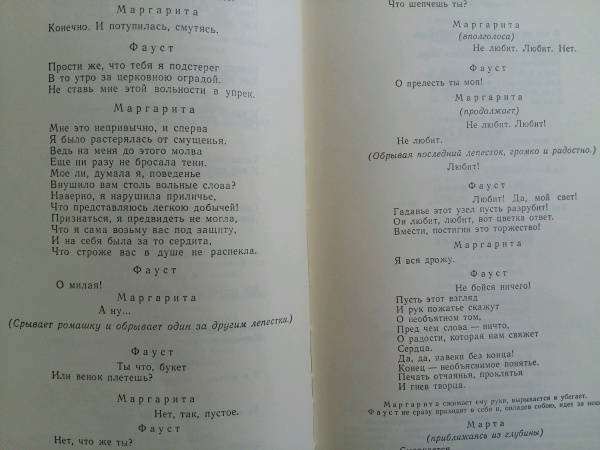 Маргарита
Конечно. И потупилась, смутясь.
Фауст
Прости же, что тебя я подстерег
В то утро за церковною оградой.
Не ставь мне этой вольности в упрек.
Маргарита
Мне это непривычно, и сперва
Я было растерялась от смущенья.
Ведь на меня до этого молва
Еще ни разу не бросала тени.
Мое ли, думала я, поведенье
Внушило вам столь вольные слова?
Наверно, я нарушила приличье,
Что представляюсь легкою добычей!
Признаться, я предвидеть не могла,
Что я сама возьму вас под защиту,
И на себя была за то сердита,
Что строже вас в душе не распекла.
Фауст
О милая!
Маргарита
А ну...
(Срывает ромашку и обрывает один за другим лепестки.)
Фауст
Ты что, букет
Или венок плетешь?
Маргарита
Нет, так, пустое.
Фауст
Нет, что же ты?
Что шепчешь ты?
Маргарита
(вполголоса)
Не любит. Любит. Нет.
Фауст
О прелесть ты моя!
Маргарита
(продолжает)
Не любит. Любит!
Не любит.
(Обрывая последний лепесток, громко и радостно.)
Любит!
Фауст
Любит! Да, мой свет!
Гаданье этот узел пусть разрубит!
Он любит, любит, вот цветка ответ.
Вмести, постигни это торжество!
Маргарита
Я вся дрожу.
Фауст
Не бойся ничего!
Пусть этот взгляд
И рук пожатье скажут
О необъятном том,
Пред чем слова — ничто,
О радости, которая нам свяжет
Сердца.
Да, да, навеки без конца!
Конец — необъяснимое понятье.
Печать отчаянья, проклятья
И гнев творца.
Маргарита сжимает ему руки, вырывается и убегает.
Фауст не сразу приходит в себя и, овладев собою, идет за
Марта
(приближаясь из глубины)